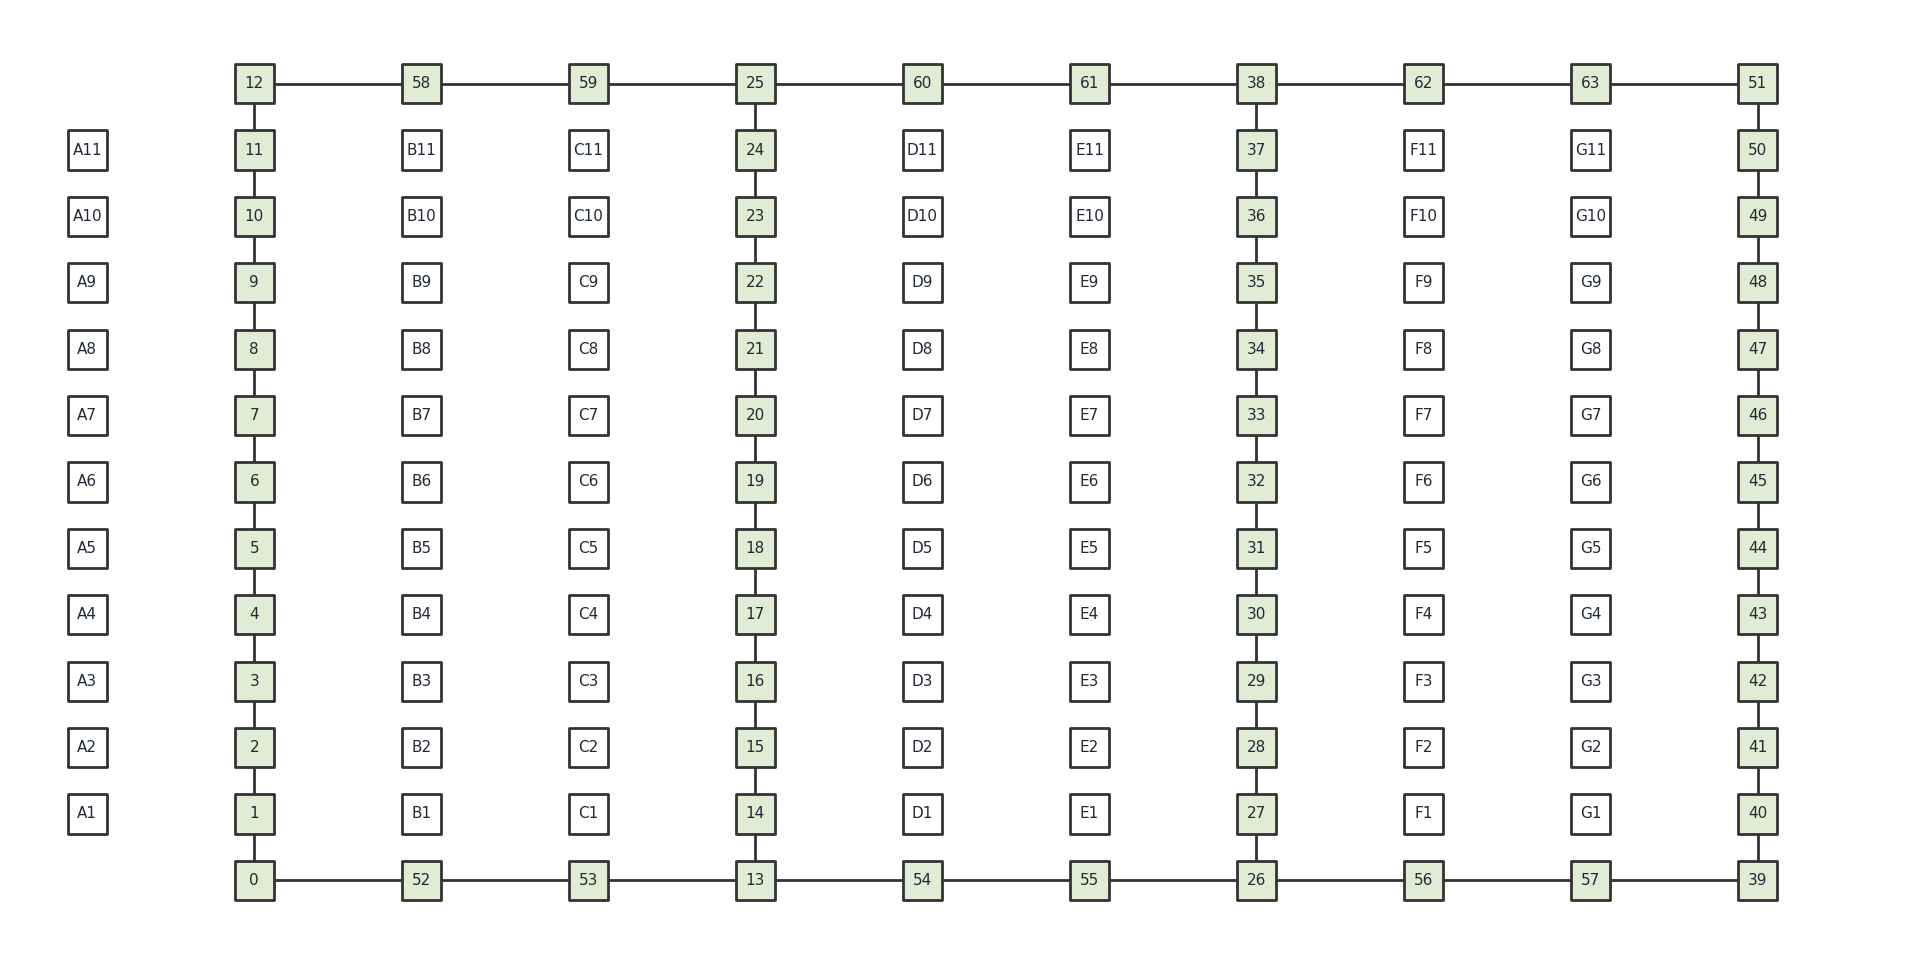 12 58 59 25 60 61 38 62 63 51
A11 11 B11 C11 24 D11 E11 37 F11 G11 50
A10 10 B10 C10 23 D10 E10 36 F10 G10 49
A9 9 B9 C9 22 D9 E9 35 F9 G9 48
A8 8 B8 C8 21 D8 E8 34 F8 G8 47
A7 7 B7 C7 20 D7 E7 33 F7 G7 46
A6 6 B6 C6 19 D6 E6 32 F6 G6 45
A5 5 B5 C5 18 D5 E5 31 F5 G5 44
A4 4 B4 C4 17 D4 E4 30 F4 G4 43
A3 3 B3 C3 16 D3 E3 29 F3 G3 42
A2 2 B2 C2 15 D2 E2 28 F2 G2 41
A1 1 B1 C1 14 D1 E1 27 F1 G1 40
0 52 53 13 54 55 26 56 57 39